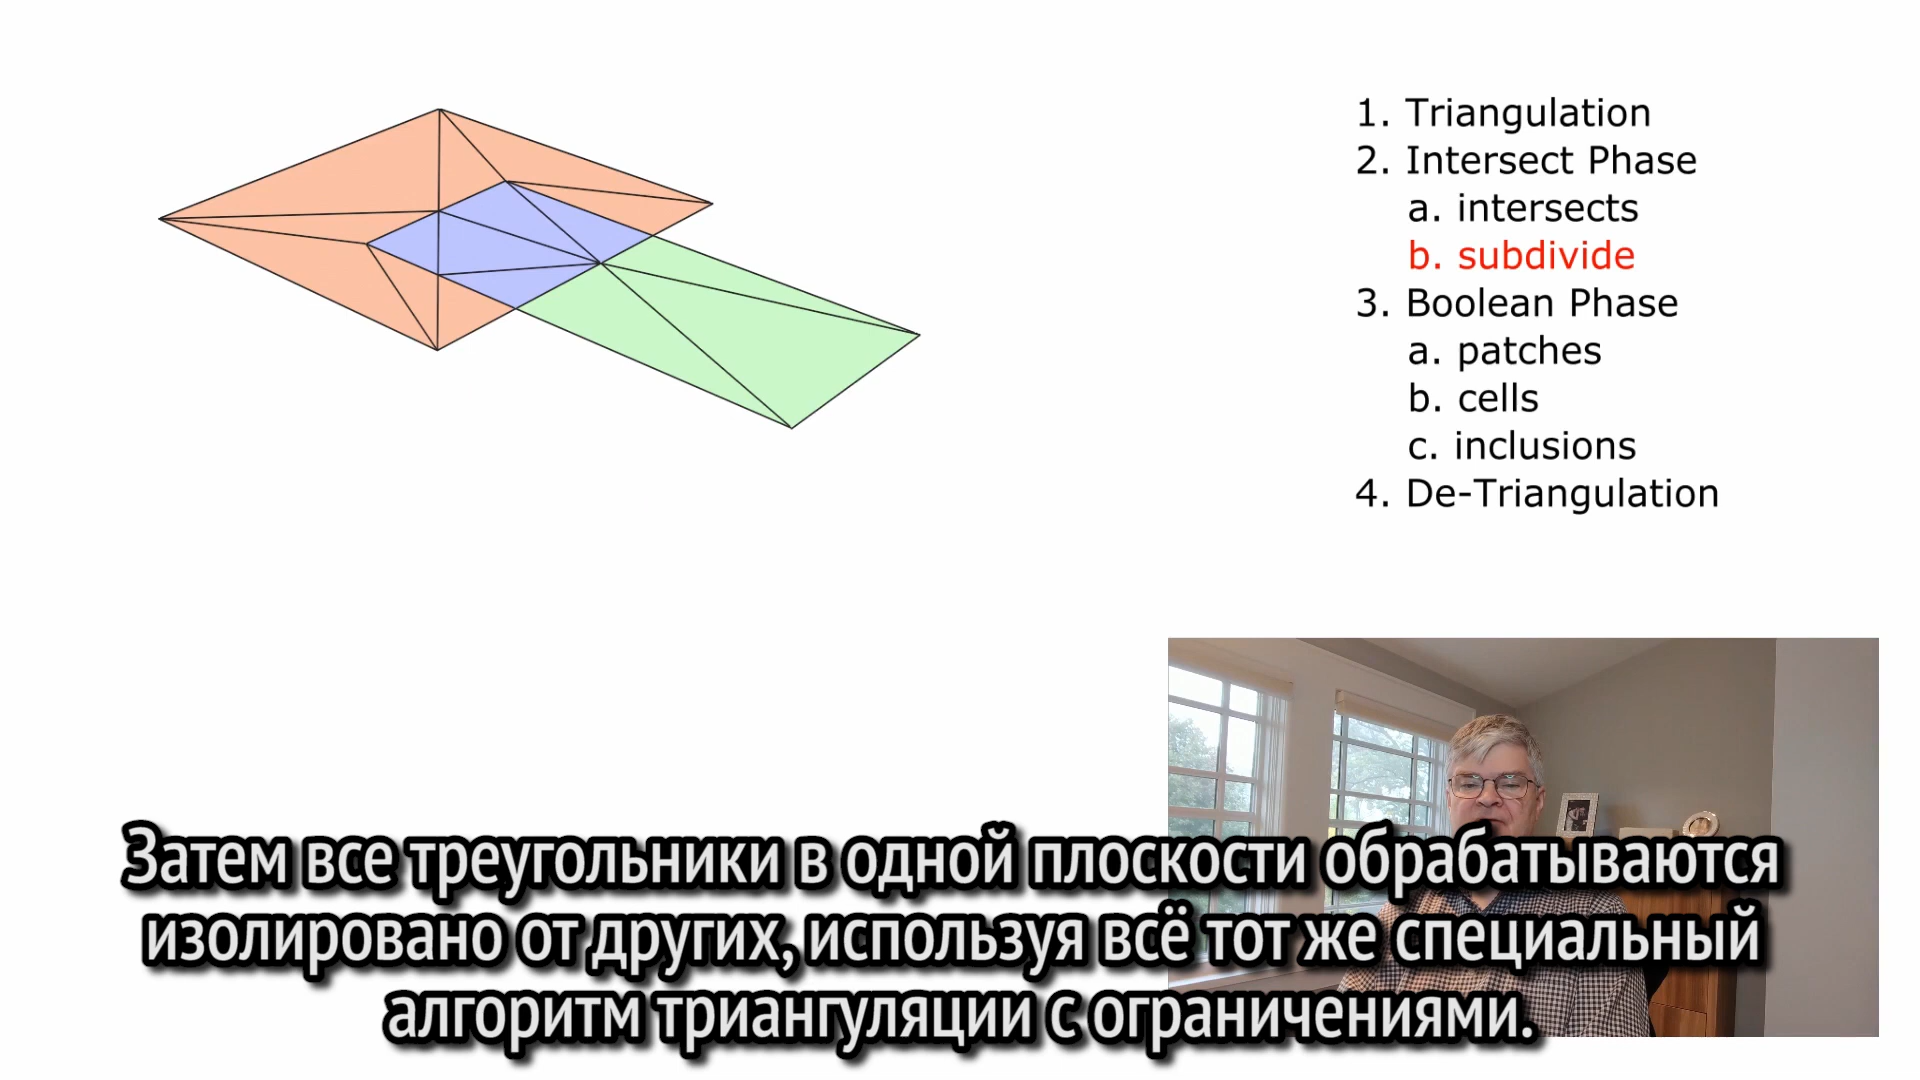 1. Triangulation
2. Intersect Phase
a. intersects
b. subdivide
3. Boolean Phase
a. patches
b. cells
c. inclusions
4. De-Triangulation
Затем все треугольники в одной плоскости обрабатываются
изолировано от других, используя всё тот же специальный
алгоритм триангуляции с ограничениями.